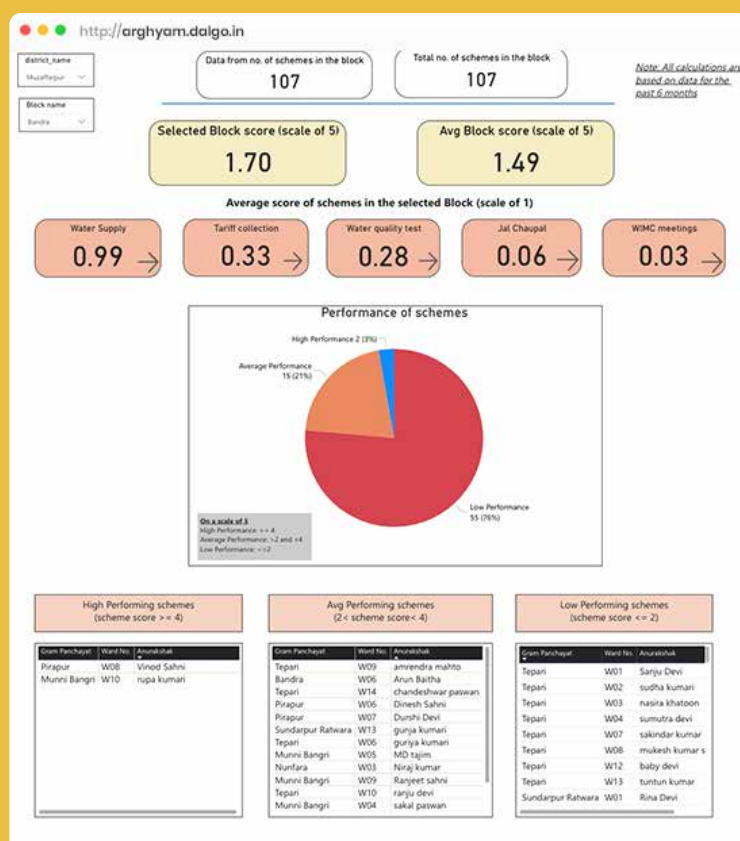 http://arghyam.dalgo.in
district_name
Muzaffarpur
Block name
Bandra
Data from no. of schemes in the block
107
Total no. of schemes in the block
107
Note: All calculations are
based on data for the
past 6 months
Selected Block score (scale of 5)
1.70
Avg Block score (scale of 5)
1.49
Average score of schemes in the selected Block (scale of 1)
Water Supply
0.99
Tariff collection
0.33
Water quality test
0.28
Jal Chaupal
0.06
WIMC meetings
0.03
Performance of schemes
High Performance 2 (3%)
Average Performance
15 (21%)
Low Performance
55 (76%)
On a scale of 5
High Performance: >= 4
Average Performance: >2 and <4
Low Performance: <=2
High Performing schemes
(scheme score >= 4)
Gram Panchayat Ward No. Anurakshak
Pirapur W08 Vinod Sahni
Munni Bangri W10 rupa kumari
Avg Performing schemes
(2< scheme score< 4)
Gram Panchayat Ward No. Anurakshak
Tepari W09 amrendra mahto
Bandra W06 Arun Baitha
Tepari W14 chandeshwar paswan
Pirapur W06 Dinesh Sahni
Pirapur W07 Durshi Devi
Sundarpur Ratwara W13 gunja kumari
Tepari W06 guriya kumari
Munni Bangri W05 MD tajim
Nunfara W03 Niraj kumar
Munni Bangri W09 Ranjeet sahni
Tepari W10 ranju devi
Munni Bangri W04 sakal paswan
Low Performing schemes
(scheme score <= 2)
Gram Panchayat Ward No. Anurakshak
Tepari W01 Sanju Devi
Tepari W02 sudha kumari
Tepari W03 nasira khatoon
Tepari W04 sumutra devi
Tepari W07 sakindar kumar
Tepari W08 mukesh kumar s
Tepari W12 baby devi
Tepari W13 tuntun kumar
Sundarpur Ratwara W01 Rina Devi